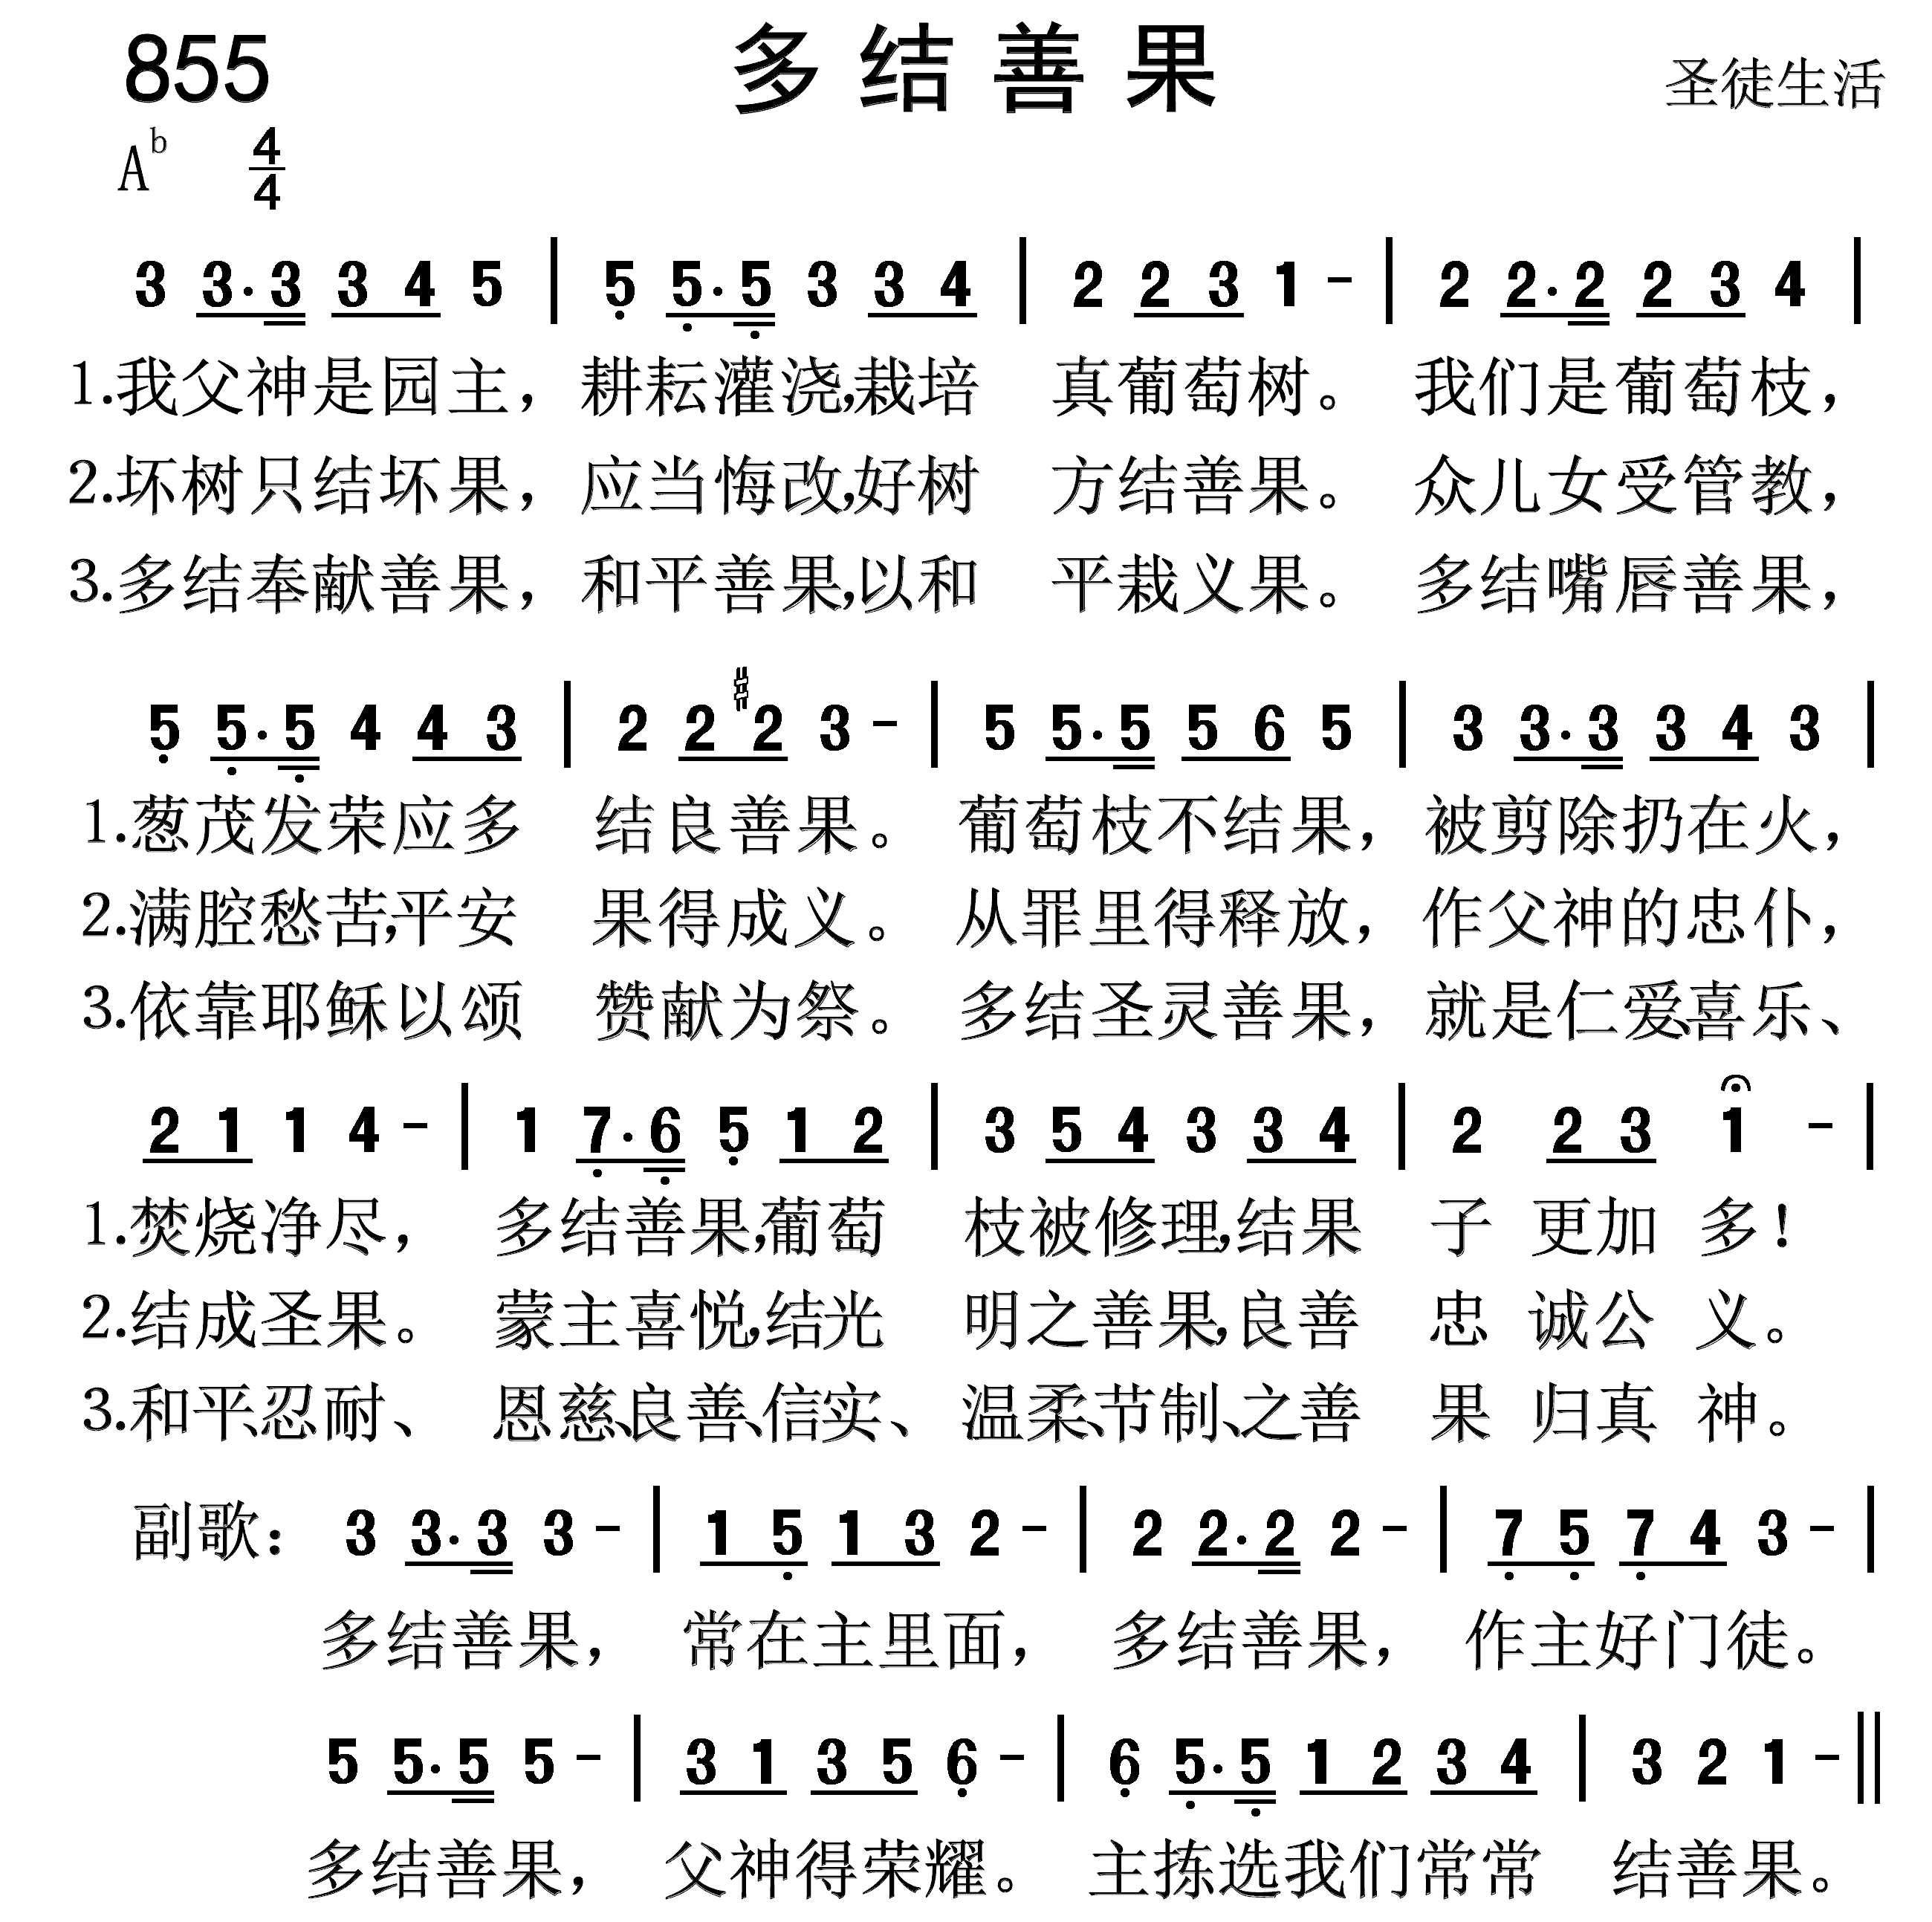 855 多结善果 圣徒生活
A♭ 4/4
3 3·3 3 4 5 | 5 5·5 3 3 4 | 2 2 3 1 - | 2 2·2 2 3 4 |
1.我父神是园主，耕耘灌浇，栽培 真葡萄树。 我们是葡萄枝，
2.坏树只结坏果，应当悔改，好树 方结善果。 众儿女受管教，
3.多结奉献善果，和平善果，以和 平栽义果。 多结嘴唇善果，
5 5·5 4 4 3 | 2 2 #2 3 - | 5 5·5 5 6 5 | 3 3·3 3 4 3 |
1.葱茂发荣应多 结良善果。 葡萄枝不结果，被剪除扔在火，
2.满腔愁苦，平安 果得成义。 从罪里得释放，作父神的忠仆，
3.依靠耶稣以颂 赞献为祭。 多结圣灵善果，就是仁爱、喜乐、
2 1 1 4 - | 1 7·6 5 1 2 | 3 5 4 3 3 4 | 2 2 3 1 - |
1.焚烧净尽， 多结善果，葡萄 枝被修理，结果 子 更加 多！
2.结成圣果。 蒙主喜悦，结光 明之善果，良善 忠 诚公 义。
3.和平、忍耐、 恩慈、良善、信实、 温柔、节制、之善 果 归真 神。
副歌： 3 3·3 3 - | 1 5 1 3 2 - | 2 2·2 2 - | 7 5 7 4 3 - |
多结善果， 常在主里面， 多结善果， 作主好门徒。
5 5·5 5 - | 3 1 3 5 6 - | 6 5·5 1 2 3 4 | 3 2 1 - ||
多结善果， 父神得荣耀。 主拣选我们常常 结善果。